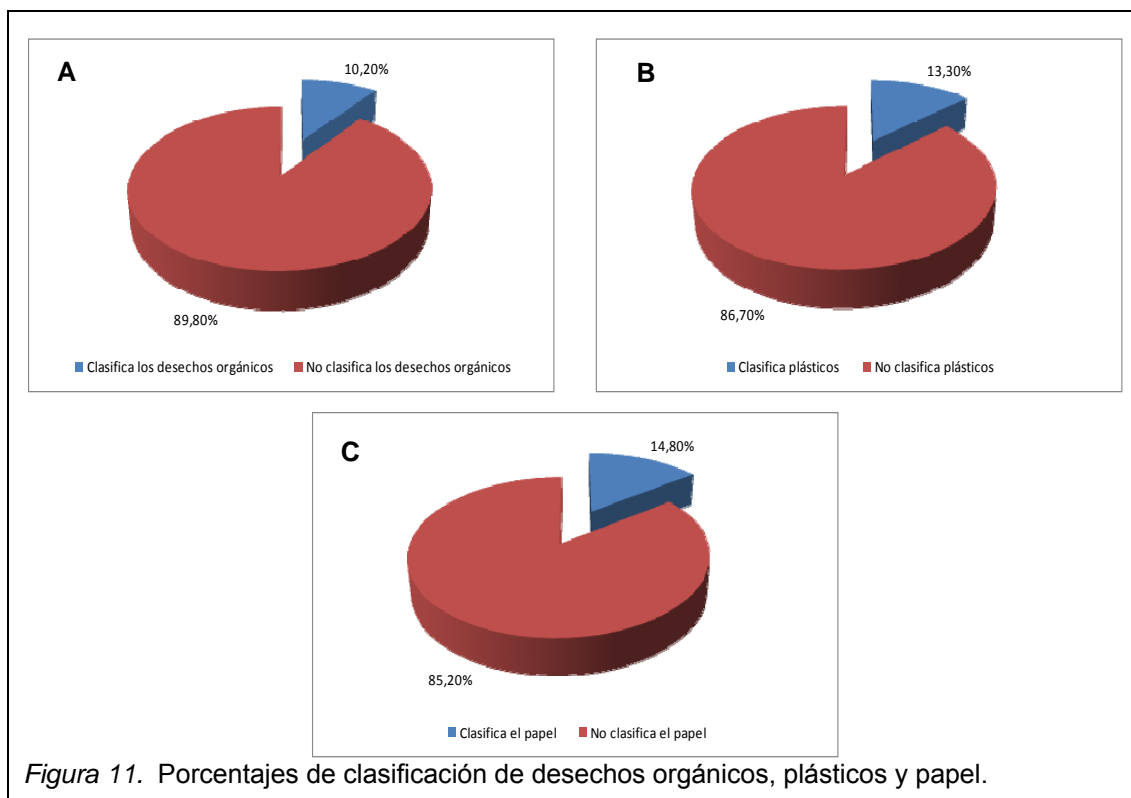 A
10,20%
89,80%
Clasifica los desechos orgánicos No clasifica los desechos orgánicos
B
13,30%
86,70%
Clasifica plásticos No clasifica plásticos
C
14,80%
85,20%
Clasifica el papel No clasifica el papel
Figura 11. Porcentajes de clasificación de desechos orgánicos, plásticos y papel.